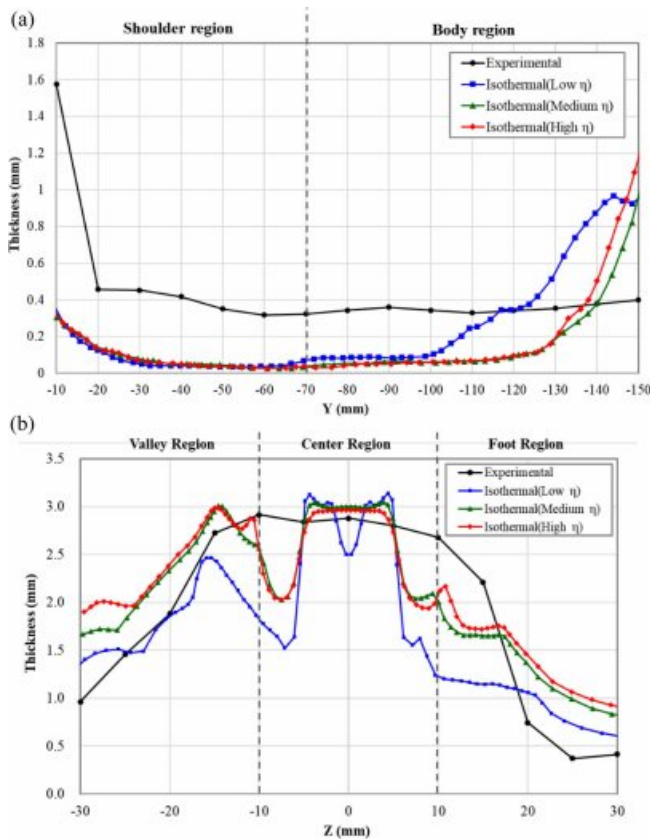 (a)
Shoulder region Body region
1.8
1.6
1.4
1.2
1
0.8
0.6
0.4
0.2
0
Thickness (mm)
Experimental
Isothermal(Low η)
Isothermal(Medium η)
Isothermal(High η)
-10 -20 -30 -40 -50 -60 -70 -80 -90 -100 -110 -120 -130 -140 -150
Y (mm)
(b)
Valley Region Center Region Foot Region
3.5
3.0
2.5
2.0
1.5
1.0
0.5
0.0
Thickness (mm)
Experimental
Isothermal(Low η)
Isothermal(Medium η)
Isothermal(High η)
-30 -20 -10 0 10 20 30
Z (mm)